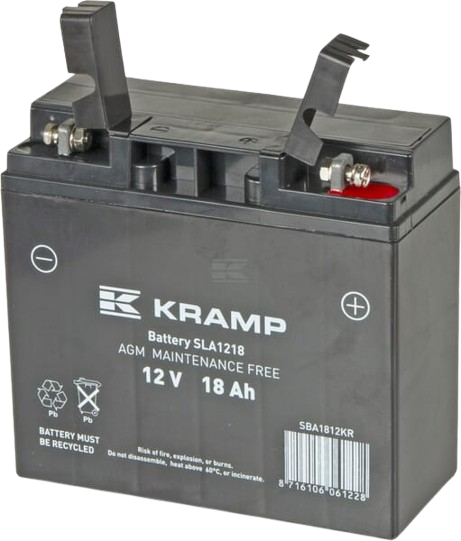 KRAMP
Battery SLA1218
AGM MAINTENANCE FREE
12 V 18 Ah
Pb Pb
BATTERY MUST
BE RECYCLED
Risk of fire, explosion, or burns.
Do not disassemble, heat above 60°C, or incinerate.
SBA1812KR
8 716106 061228